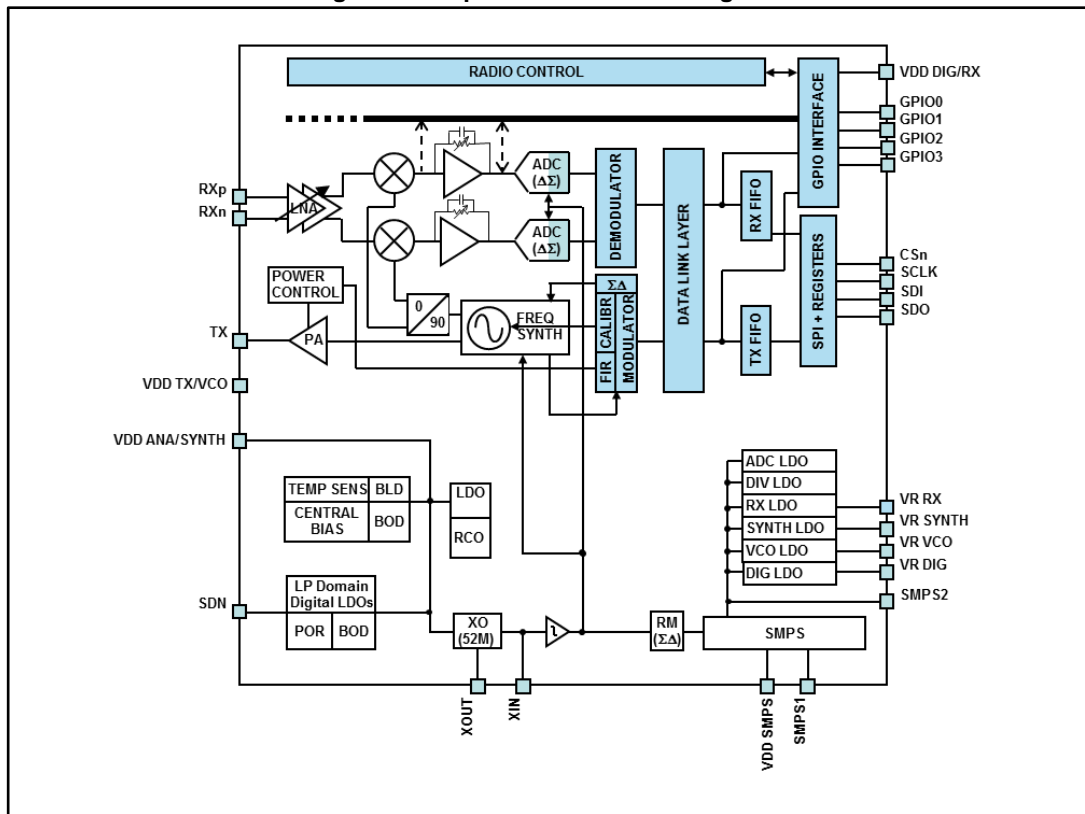 RADIO CONTROL
VDD DIG/RX
GPIO INTERFACE
GPIO0
GPIO1
GPIO2
GPIO3
RXp
RXn
LNA
ADC
(ΔΣ)
ADC
(ΔΣ)
DEMODULATOR
DATA LINK LAYER
RX FIFO
TX FIFO
SPI + REGISTERS
CSn
SCLK
SDI
SDO
POWER
CONTROL
TX
PA
0
90
FREQ
SYNTH
ΣΔ
CALIBR
FIR
MODULATOR
VDD TX/VCO
VDD ANA/SYNTH
TEMP SENS
BLD
CENTRAL
BIAS
BOD
LDO
RCO
ADC LDO
DIV LDO
RX LDO
SYNTH LDO
VCO LDO
DIG LDO
VR RX
VR SYNTH
VR VCO
VR DIG
SMPS2
SDN
LP Domain
Digital LDOs
POR
BOD
XO
(52M)
RM
(ΣΔ)
SMPS
XOUT
XIN
VDD SMPS
SMPS1